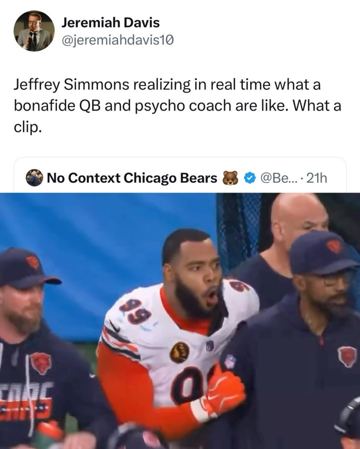 Jeremiah Davis
@jeremiahdavis10
Jeffrey Simmons realizing in real time what a
bonafide QB and psycho coach are like. What a
clip.
No Context Chicago Bears 🐻 @Be... · 21h
99
9